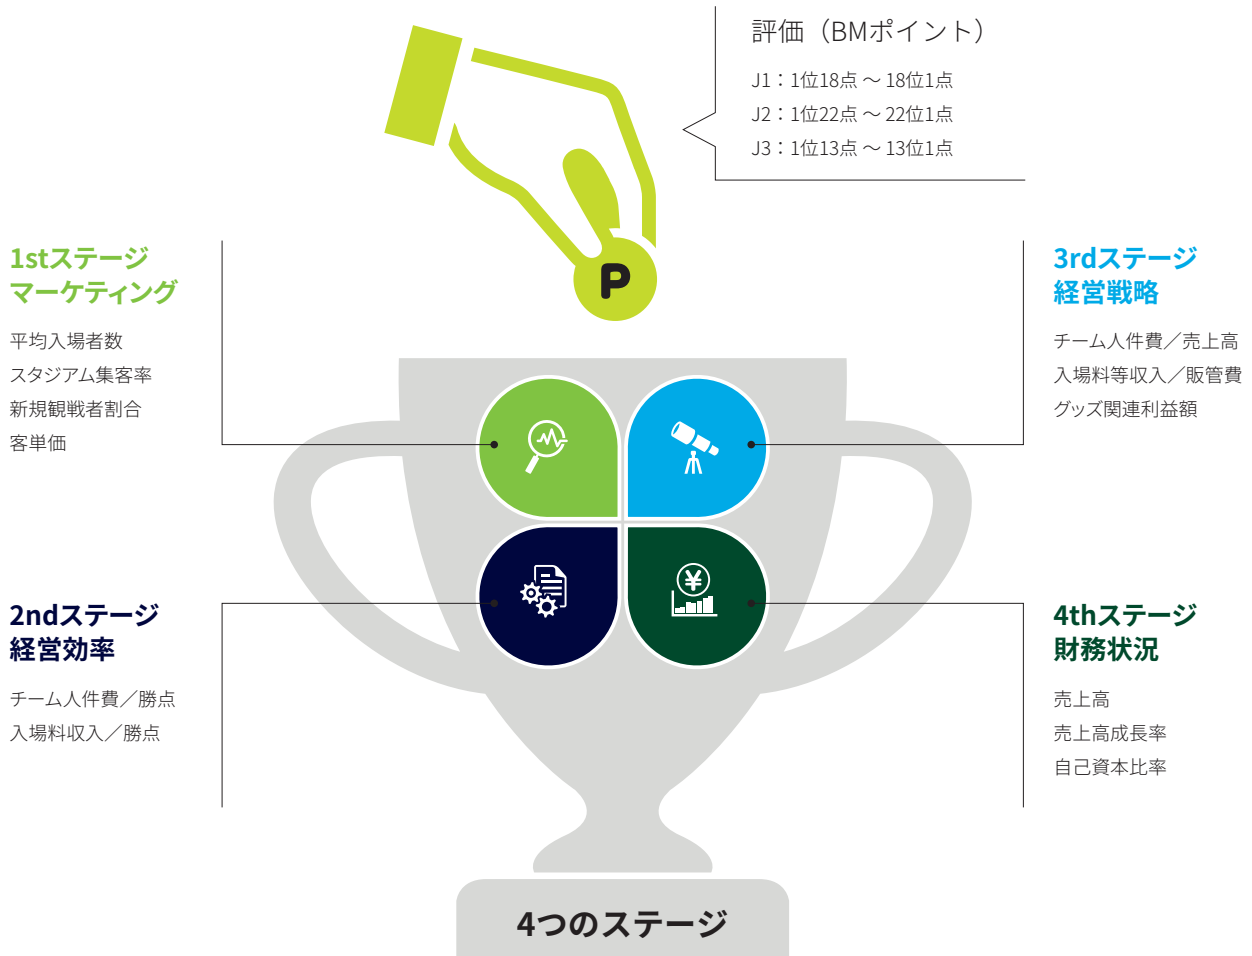 評価（BMポイント）
J1：1位18点 ～ 18位1点
J2：1位22点 ～ 22位1点
J3：1位13点 ～ 13位1点
P
1stステージ
マーケティング
平均入場者数
スタジアム集客率
新規観戦者割合
客単価
3rdステージ
経営戦略
チーム人件費／売上高
入場料等収入／販管費
グッズ関連利益額
2ndステージ
経営効率
チーム人件費／勝点
入場料収入／勝点
¥
4thステージ
財務状況
売上高
売上高成長率
自己資本比率
4つのステージ